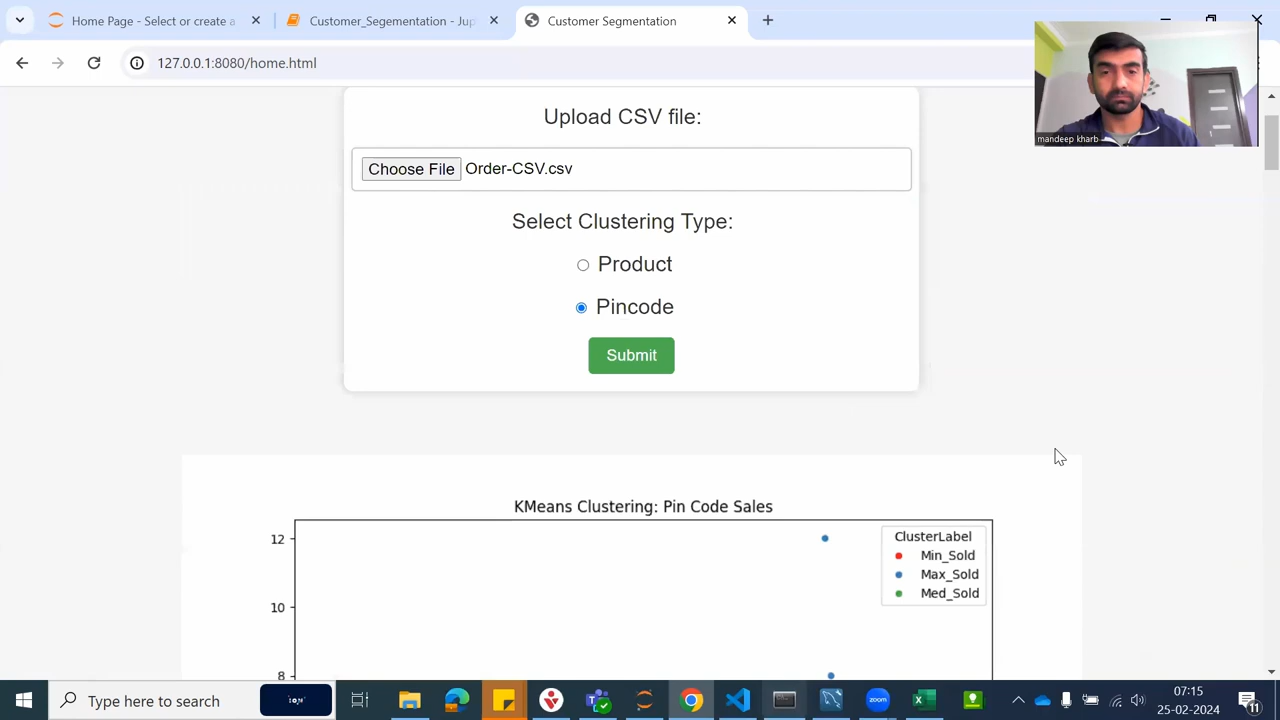 Home Page - Select or create a
Customer_Segementation - Jup
Customer Segmentation
127.0.0.1:8080/home.html
mandeep kharb
Upload CSV file:
Choose File Order-CSV.csv
Select Clustering Type:
Product
Pincode
Submit
KMeans Clustering: Pin Code Sales
12
10
8
ClusterLabel
Min_Sold
Max_Sold
Med_Sold
Type here to search
07:15
25-02-2024
11